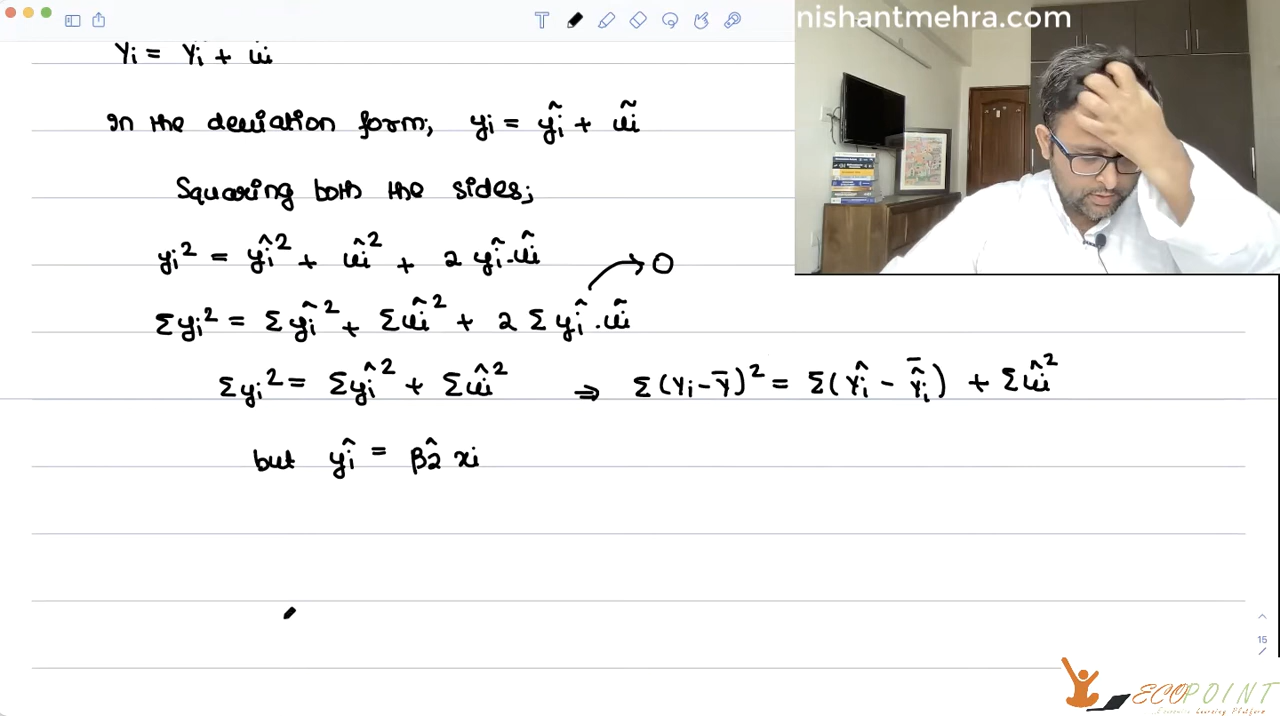 nishantmehra.com
Yi = Ŷi + ûi
In the deviation form; yi = ŷi + ũi
Squaring both the sides;
yi² = ŷi² + ûi² + 2 ŷi·ûi
→ 0
Σyi² = Σŷi² + Σûi² + 2 Σŷi·ũi
Σyi² = Σŷi² + Σûi² ⇒ Σ(Yi - Ȳ)² = Σ(Ŷi - Ŷ̄i) + Σûi²
but ŷi = β̂2 xi
15
ECOPOINT